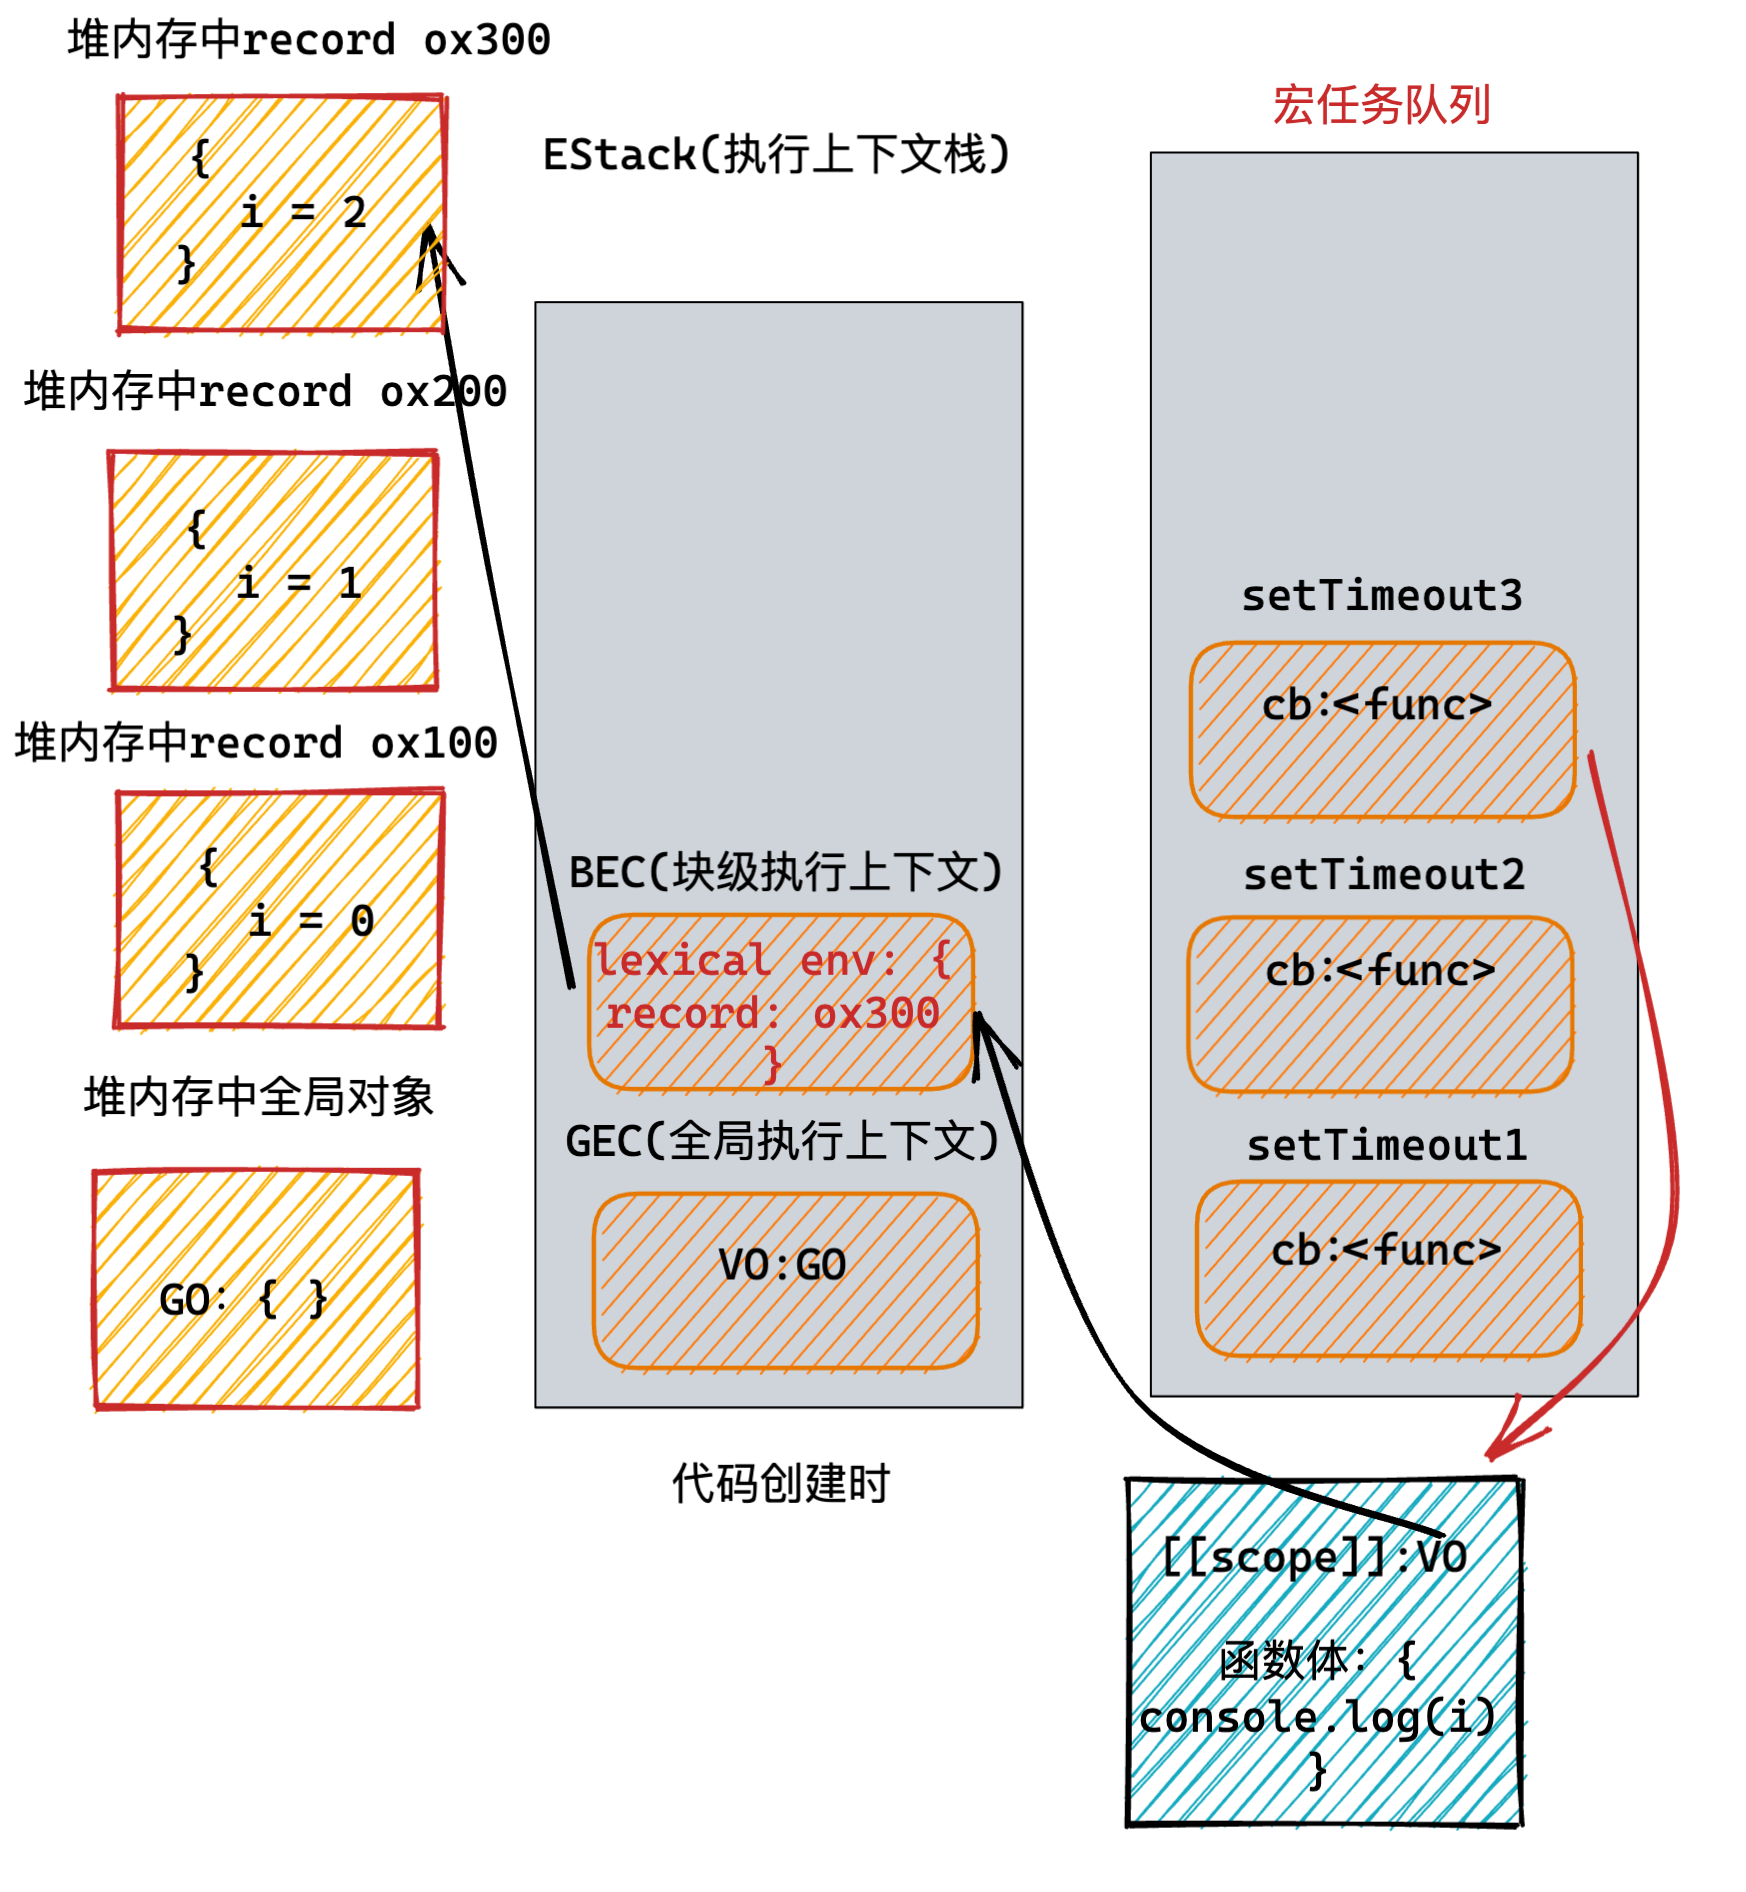 堆内存中record ox300
{
i = 2
}
堆内存中record ox200
{
i = 1
}
堆内存中record ox100
{
i = 0
}
堆内存中全局对象
GO: { }
EStack(执行上下文栈)
BEC(块级执行上下文)
lexical env: {
record: ox300
}
GEC(全局执行上下文)
VO:GO
代码创建时
宏任务队列
setTimeout3
cb:<func>
setTimeout2
cb:<func>
setTimeout1
cb:<func>
[[scope]]:VO
函数体: {
console.log(i)
}